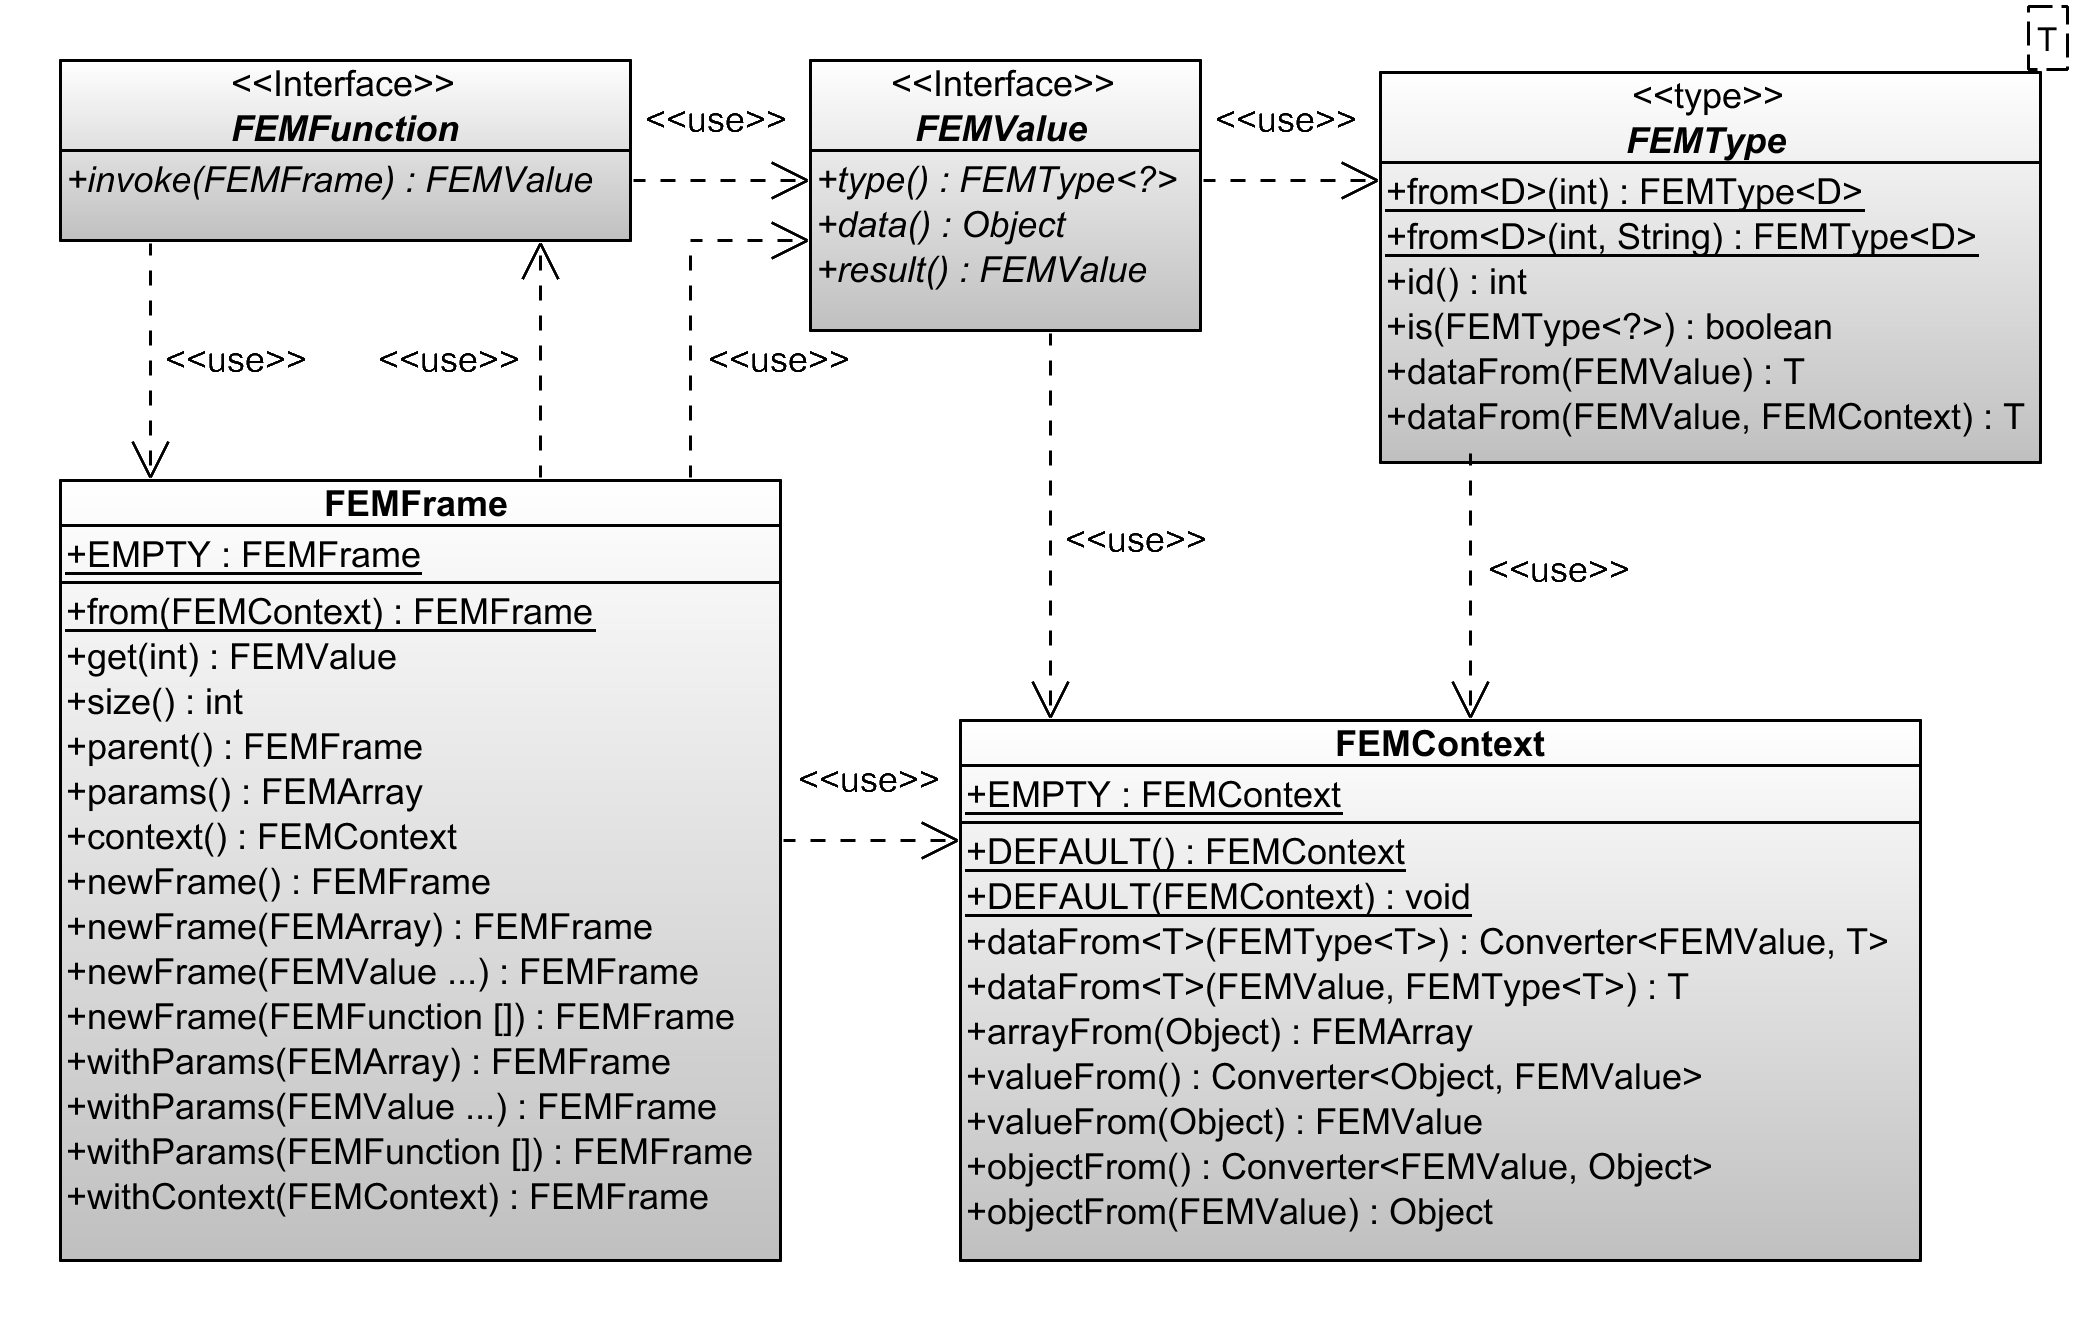 T
<<Interface>>
FEMFunction
+invoke(FEMFrame) : FEMValue
<<use>>
<<Interface>>
FEMValue
+type() : FEMType<?>
+data() : Object
+result() : FEMValue
<<use>>
<<type>>
FEMType
+from<D>(int) : FEMType<D>
+from<D>(int, String) : FEMType<D>
+id() : int
+is(FEMType<?>) : boolean
+dataFrom(FEMValue) : T
+dataFrom(FEMValue, FEMContext) : T
<<use>>
<<use>>
<<use>>
<<use>>
<<use>>
FEMFrame
+EMPTY : FEMFrame
+from(FEMContext) : FEMFrame
+get(int) : FEMValue
+size() : int
+parent() : FEMFrame
+params() : FEMArray
+context() : FEMContext
+newFrame() : FEMFrame
+newFrame(FEMArray) : FEMFrame
+newFrame(FEMValue ...) : FEMFrame
+newFrame(FEMFunction []) : FEMFrame
+withParams(FEMArray) : FEMFrame
+withParams(FEMValue ...) : FEMFrame
+withParams(FEMFunction []) : FEMFrame
+withContext(FEMContext) : FEMFrame
<<use>>
FEMContext
+EMPTY : FEMContext
+DEFAULT() : FEMContext
+DEFAULT(FEMContext) : void
+dataFrom<T>(FEMType<T>) : Converter<FEMValue, T>
+dataFrom<T>(FEMValue, FEMType<T>) : T
+arrayFrom(Object) : FEMArray
+valueFrom() : Converter<Object, FEMValue>
+valueFrom(Object) : FEMValue
+objectFrom() : Converter<FEMValue, Object>
+objectFrom(FEMValue) : Object